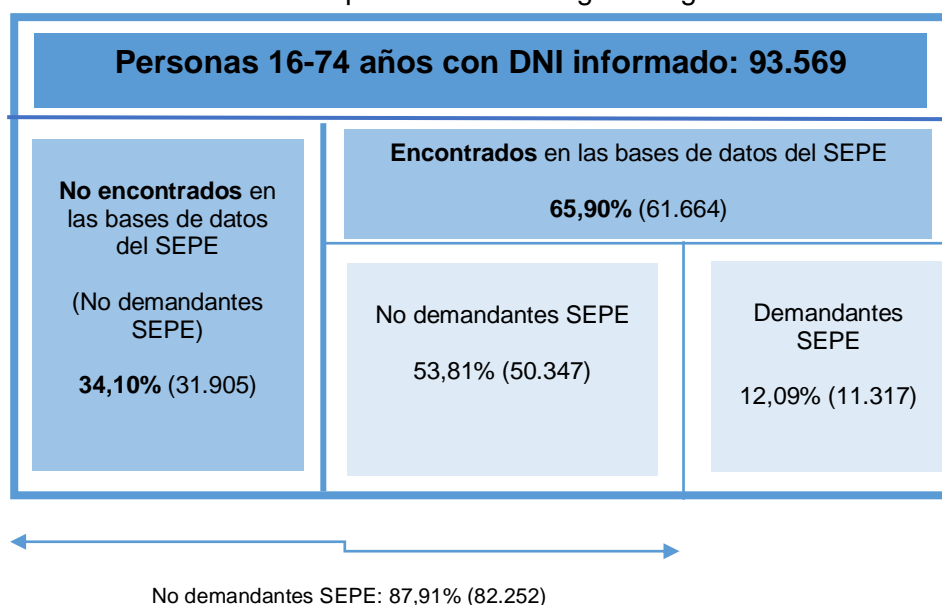 Personas 16-74 años con DNI informado: 93.569
No encontrados en
las bases de datos
del SEPE
(No demandantes
SEPE)
34,10% (31.905)
Encontrados en las bases de datos del SEPE
65,90% (61.664)
No demandantes SEPE
53,81% (50.347)
Demandantes
SEPE
12,09% (11.317)
No demandantes SEPE: 87,91% (82.252)